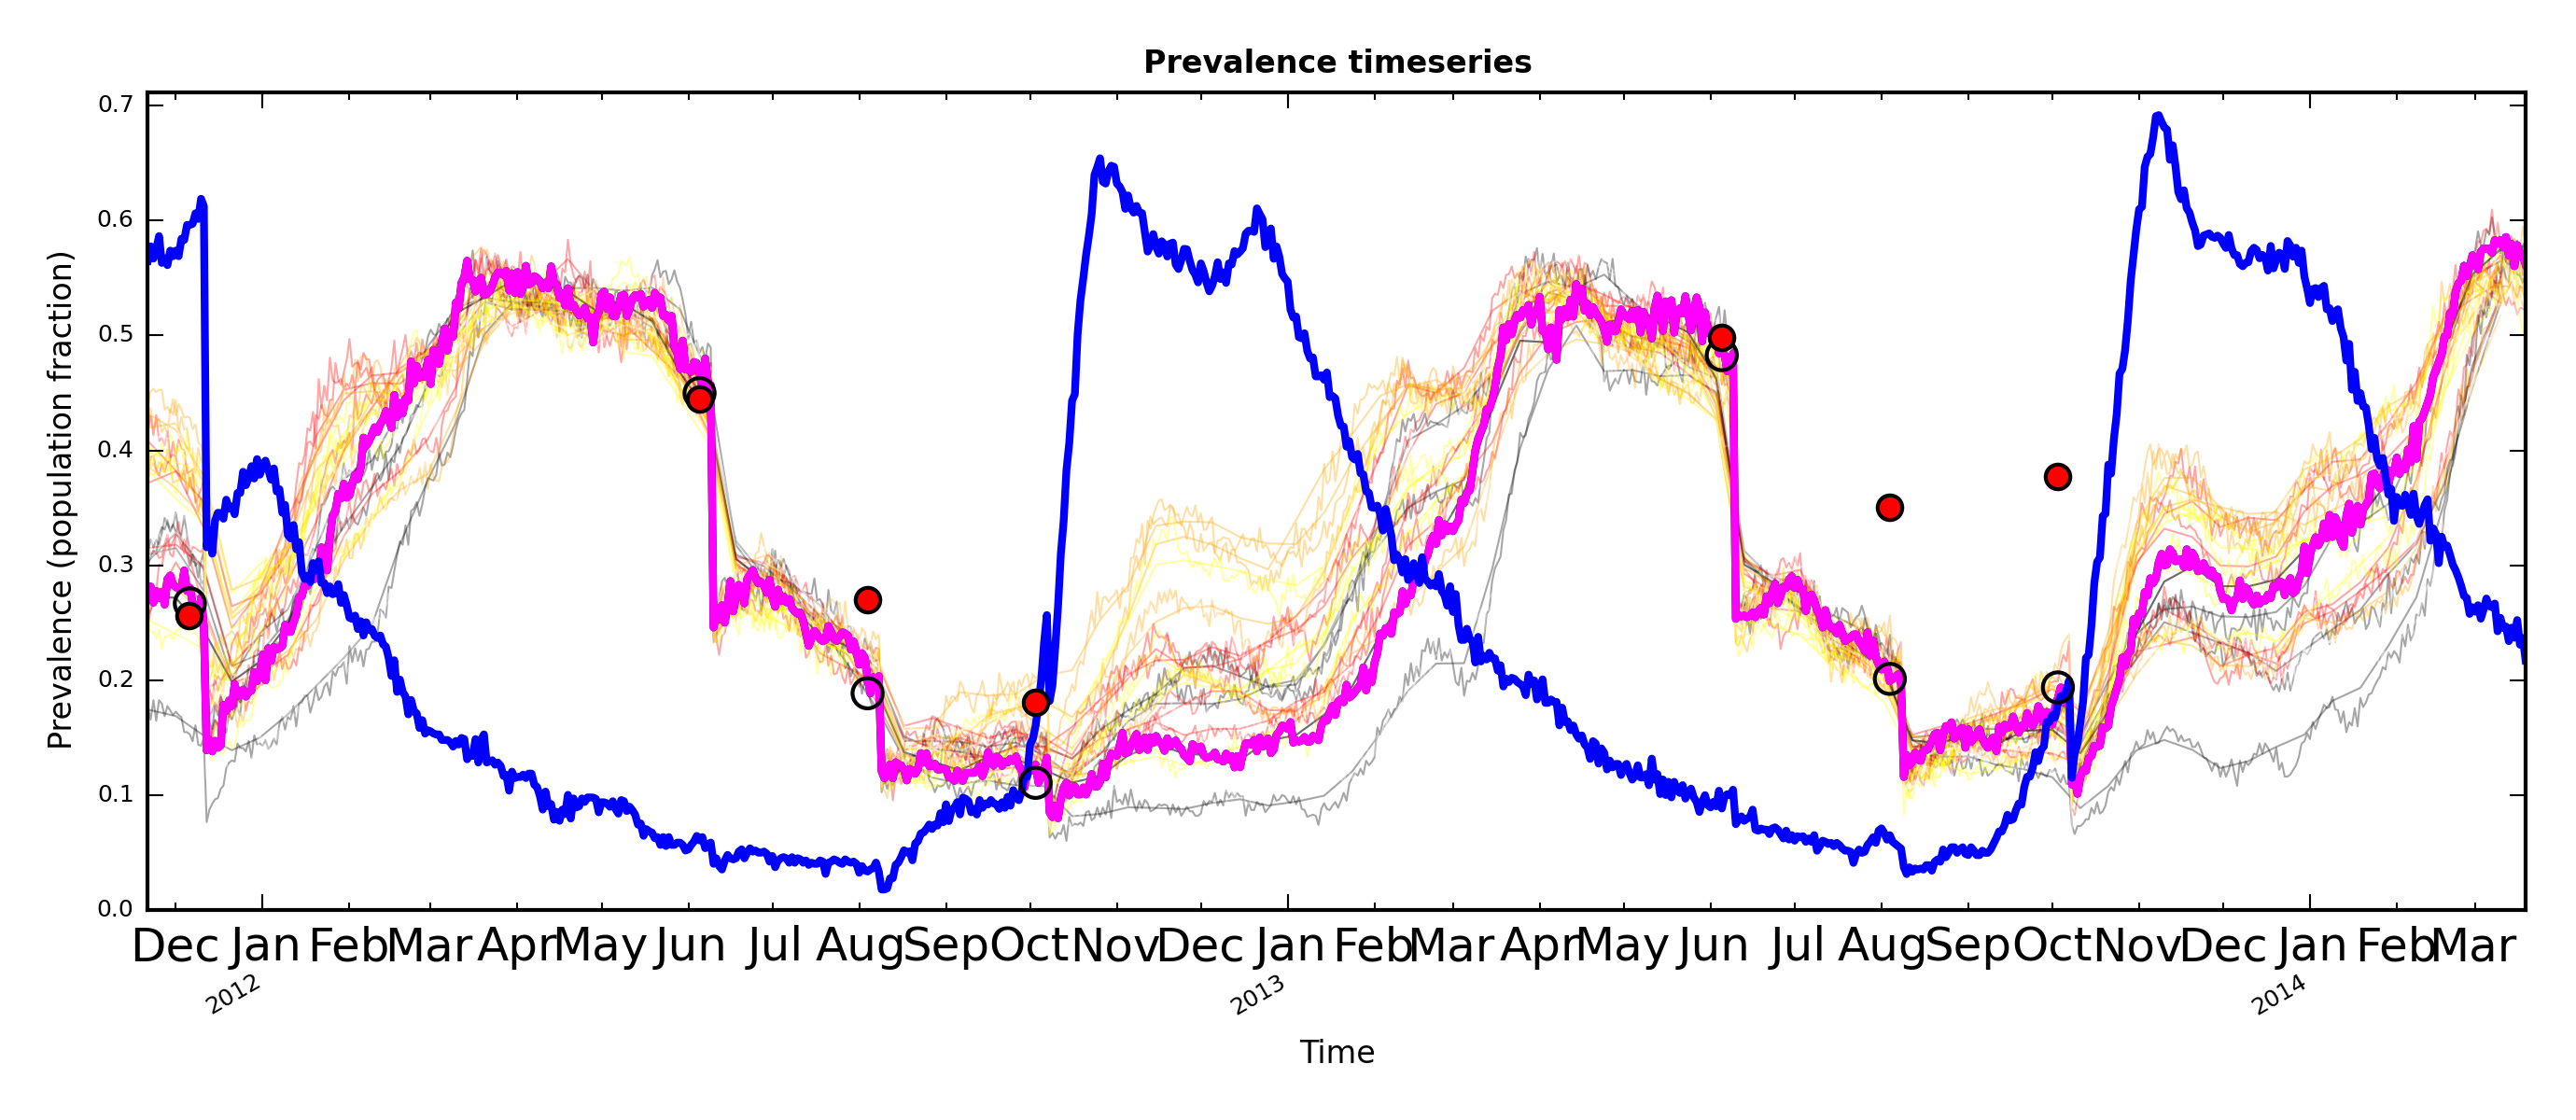 Prevalence timeseries
Prevalence (population fraction)
0.7
0.6
0.5
0.4
0.3
0.2
0.1
0.0
Dec Jan Feb Mar Apr May Jun Jul Aug Sep Oct Nov Dec Jan Feb Mar Apr May Jun Jul Aug Sep Oct Nov Dec Jan Feb Mar
2012 2013 2014
Time